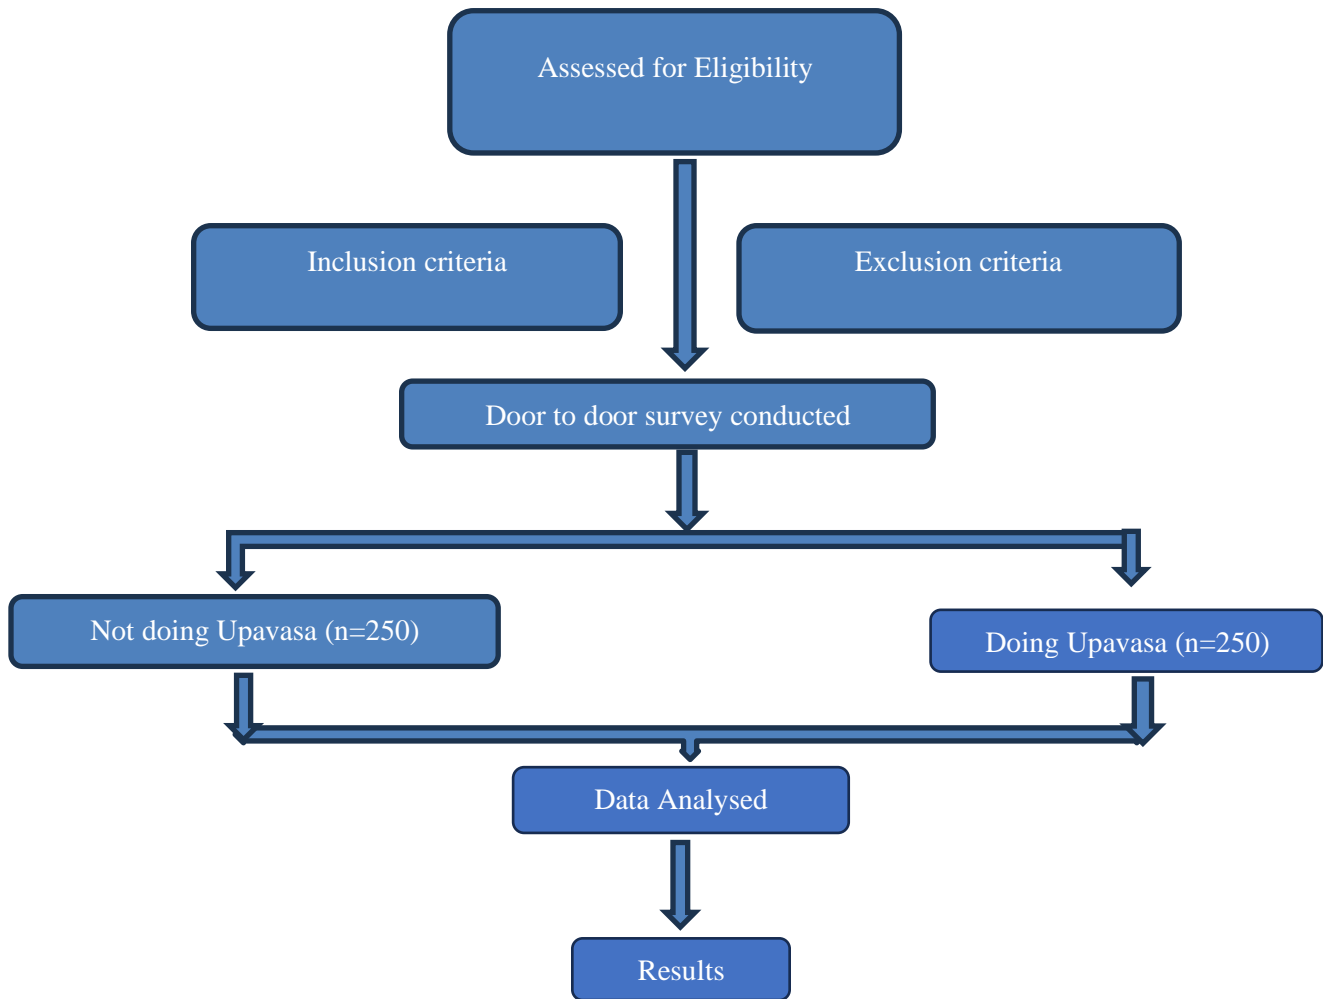 Assessed for Eligibility
Inclusion criteria
Exclusion criteria
Door to door survey conducted
Not doing Upavasa (n=250)
Doing Upavasa (n=250)
Data Analysed
Results